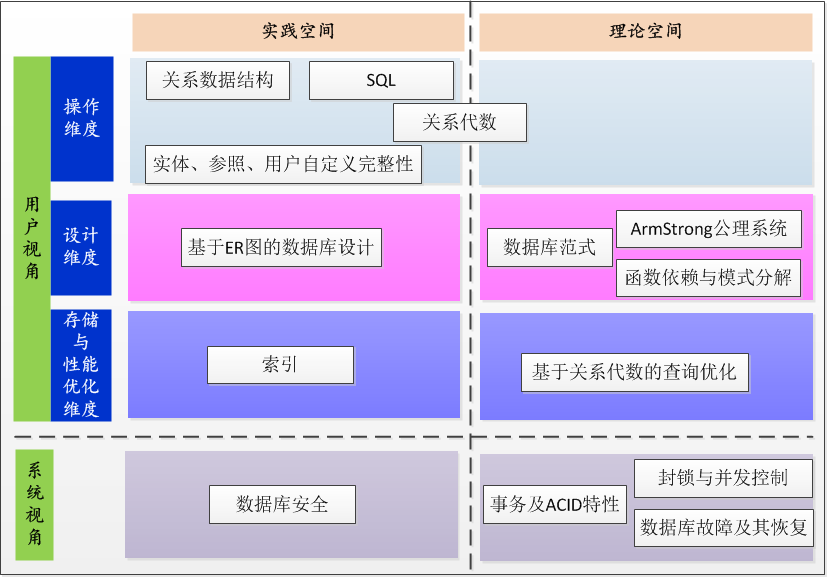 实践空间
理论空间
用户视角
操作
维度
关系数据结构
SQL
关系代数
实体、参照、用户自定义完整性
设计
维度
基于ER图的数据库设计
数据库范式
ArmStrong公理系统
函数依赖与模式分解
存储
与
性能
优化
维度
索引
基于关系代数的查询优化
系统视角
数据库安全
事务及ACID特性
封锁与并发控制
数据库故障及其恢复